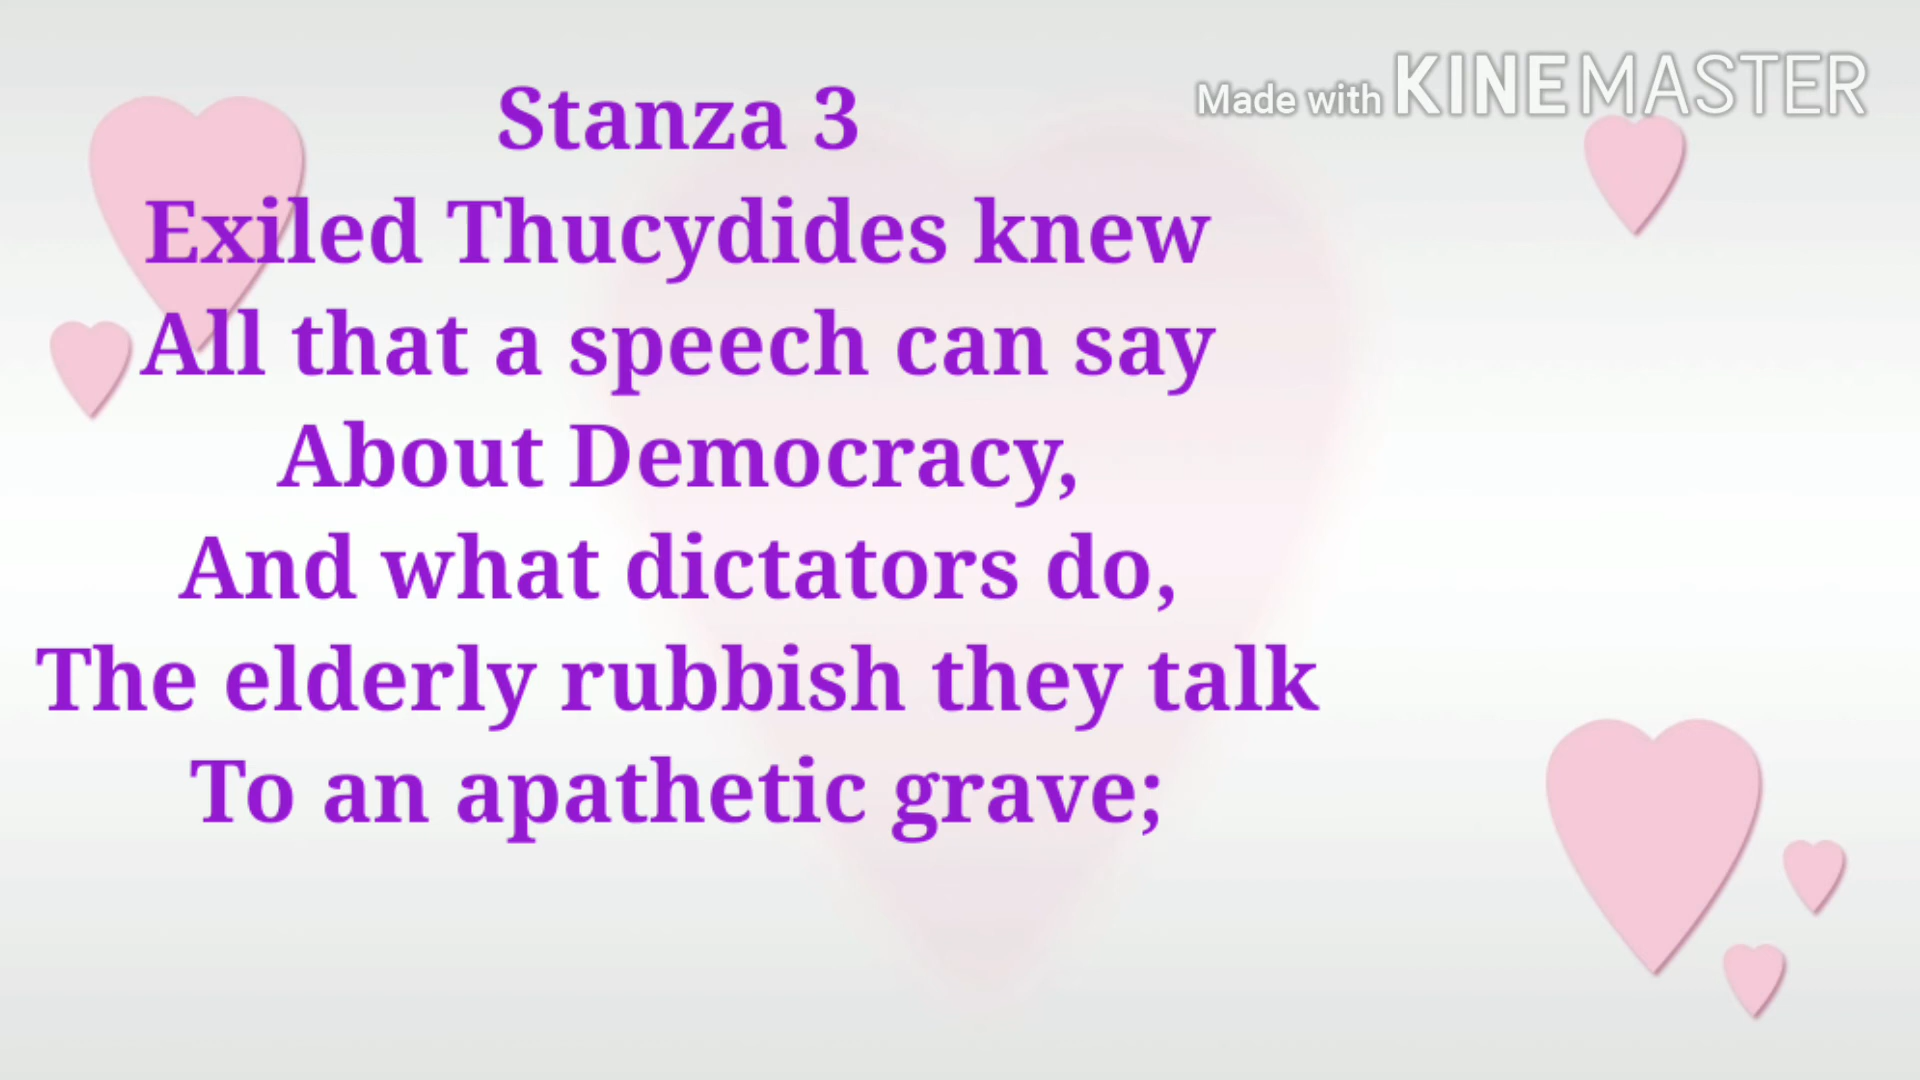 Made with KINEMASTER
Stanza 3
Exiled Thucydides knew
All that a speech can say
About Democracy,
And what dictators do,
The elderly rubbish they talk
To an apathetic grave;